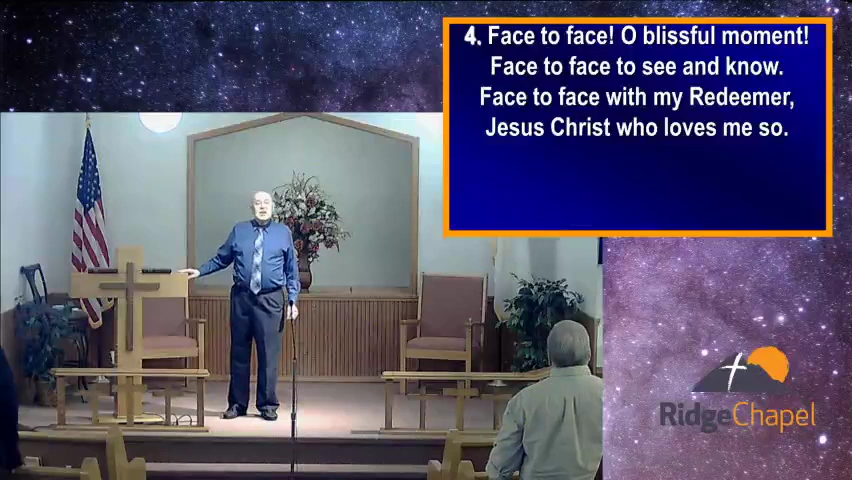 4. Face to face! O blissful moment!
Face to face to see and know.
Face to face with my Redeemer,
Jesus Christ who loves me so.
RidgeChapel